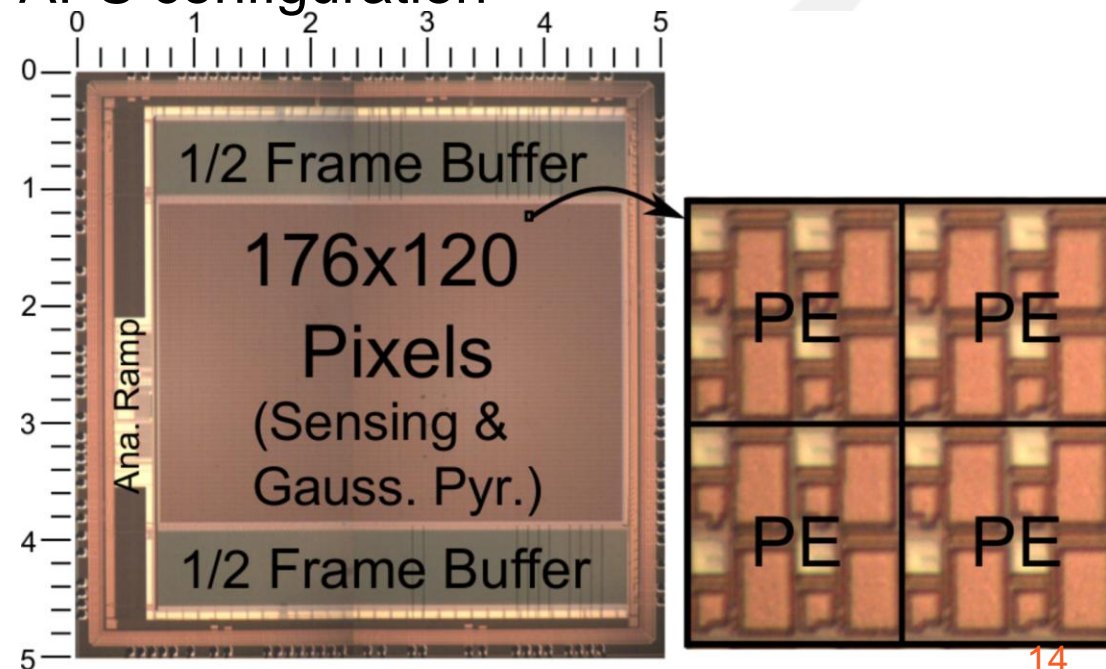 configuration
0 1 2 3 4 5
0
1/2 Frame Buffer
1
176x120
2
Pixels
PE PE
Ana. Ramp
3
(Sensing &
Gauss. Pyr.)
4
PE PE
1/2 Frame Buffer
5
14